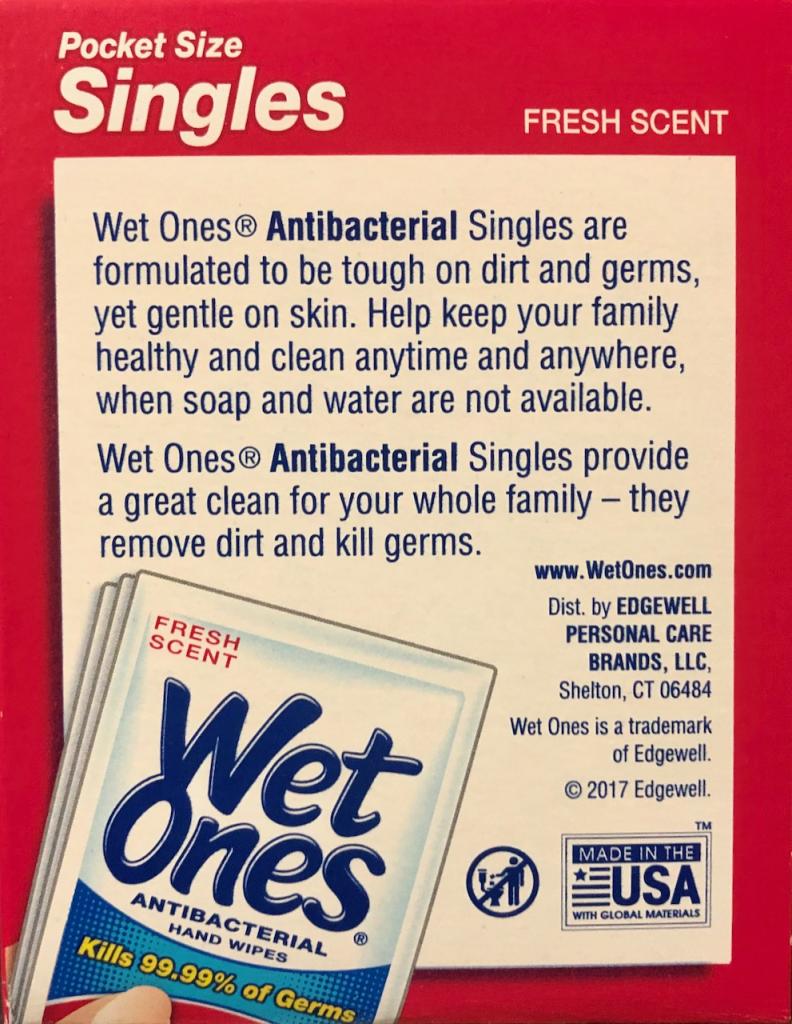 Pocket Size
Singles
FRESH SCENT
Wet Ones® Antibacterial Singles are
formulated to be tough on dirt and germs,
yet gentle on skin. Help keep your family
healthy and clean anytime and anywhere,
when soap and water are not available.
Wet Ones® Antibacterial Singles provide
a great clean for your whole family – they
remove dirt and kill germs.
www.WetOnes.com
Dist. by EDGEWELL
PERSONAL CARE
BRANDS, LLC,
Shelton, CT 06484
Wet Ones is a trademark
of Edgewell.
© 2017 Edgewell.
FRESH
SCENT
Wet
Ones®
ANTIBACTERIAL
HAND WIPES
Kills 99.99% of Germs
TM
MADE IN THE
USA
WITH GLOBAL MATERIALS